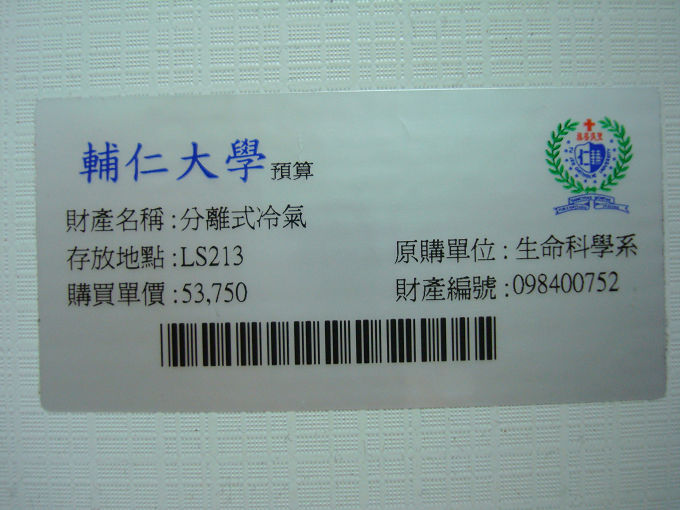 輔仁大學預算
財產名稱:分離式冷氣
存放地點:LS213 原購單位:生命科學系
購買單價:53,750 財產編號:098400752